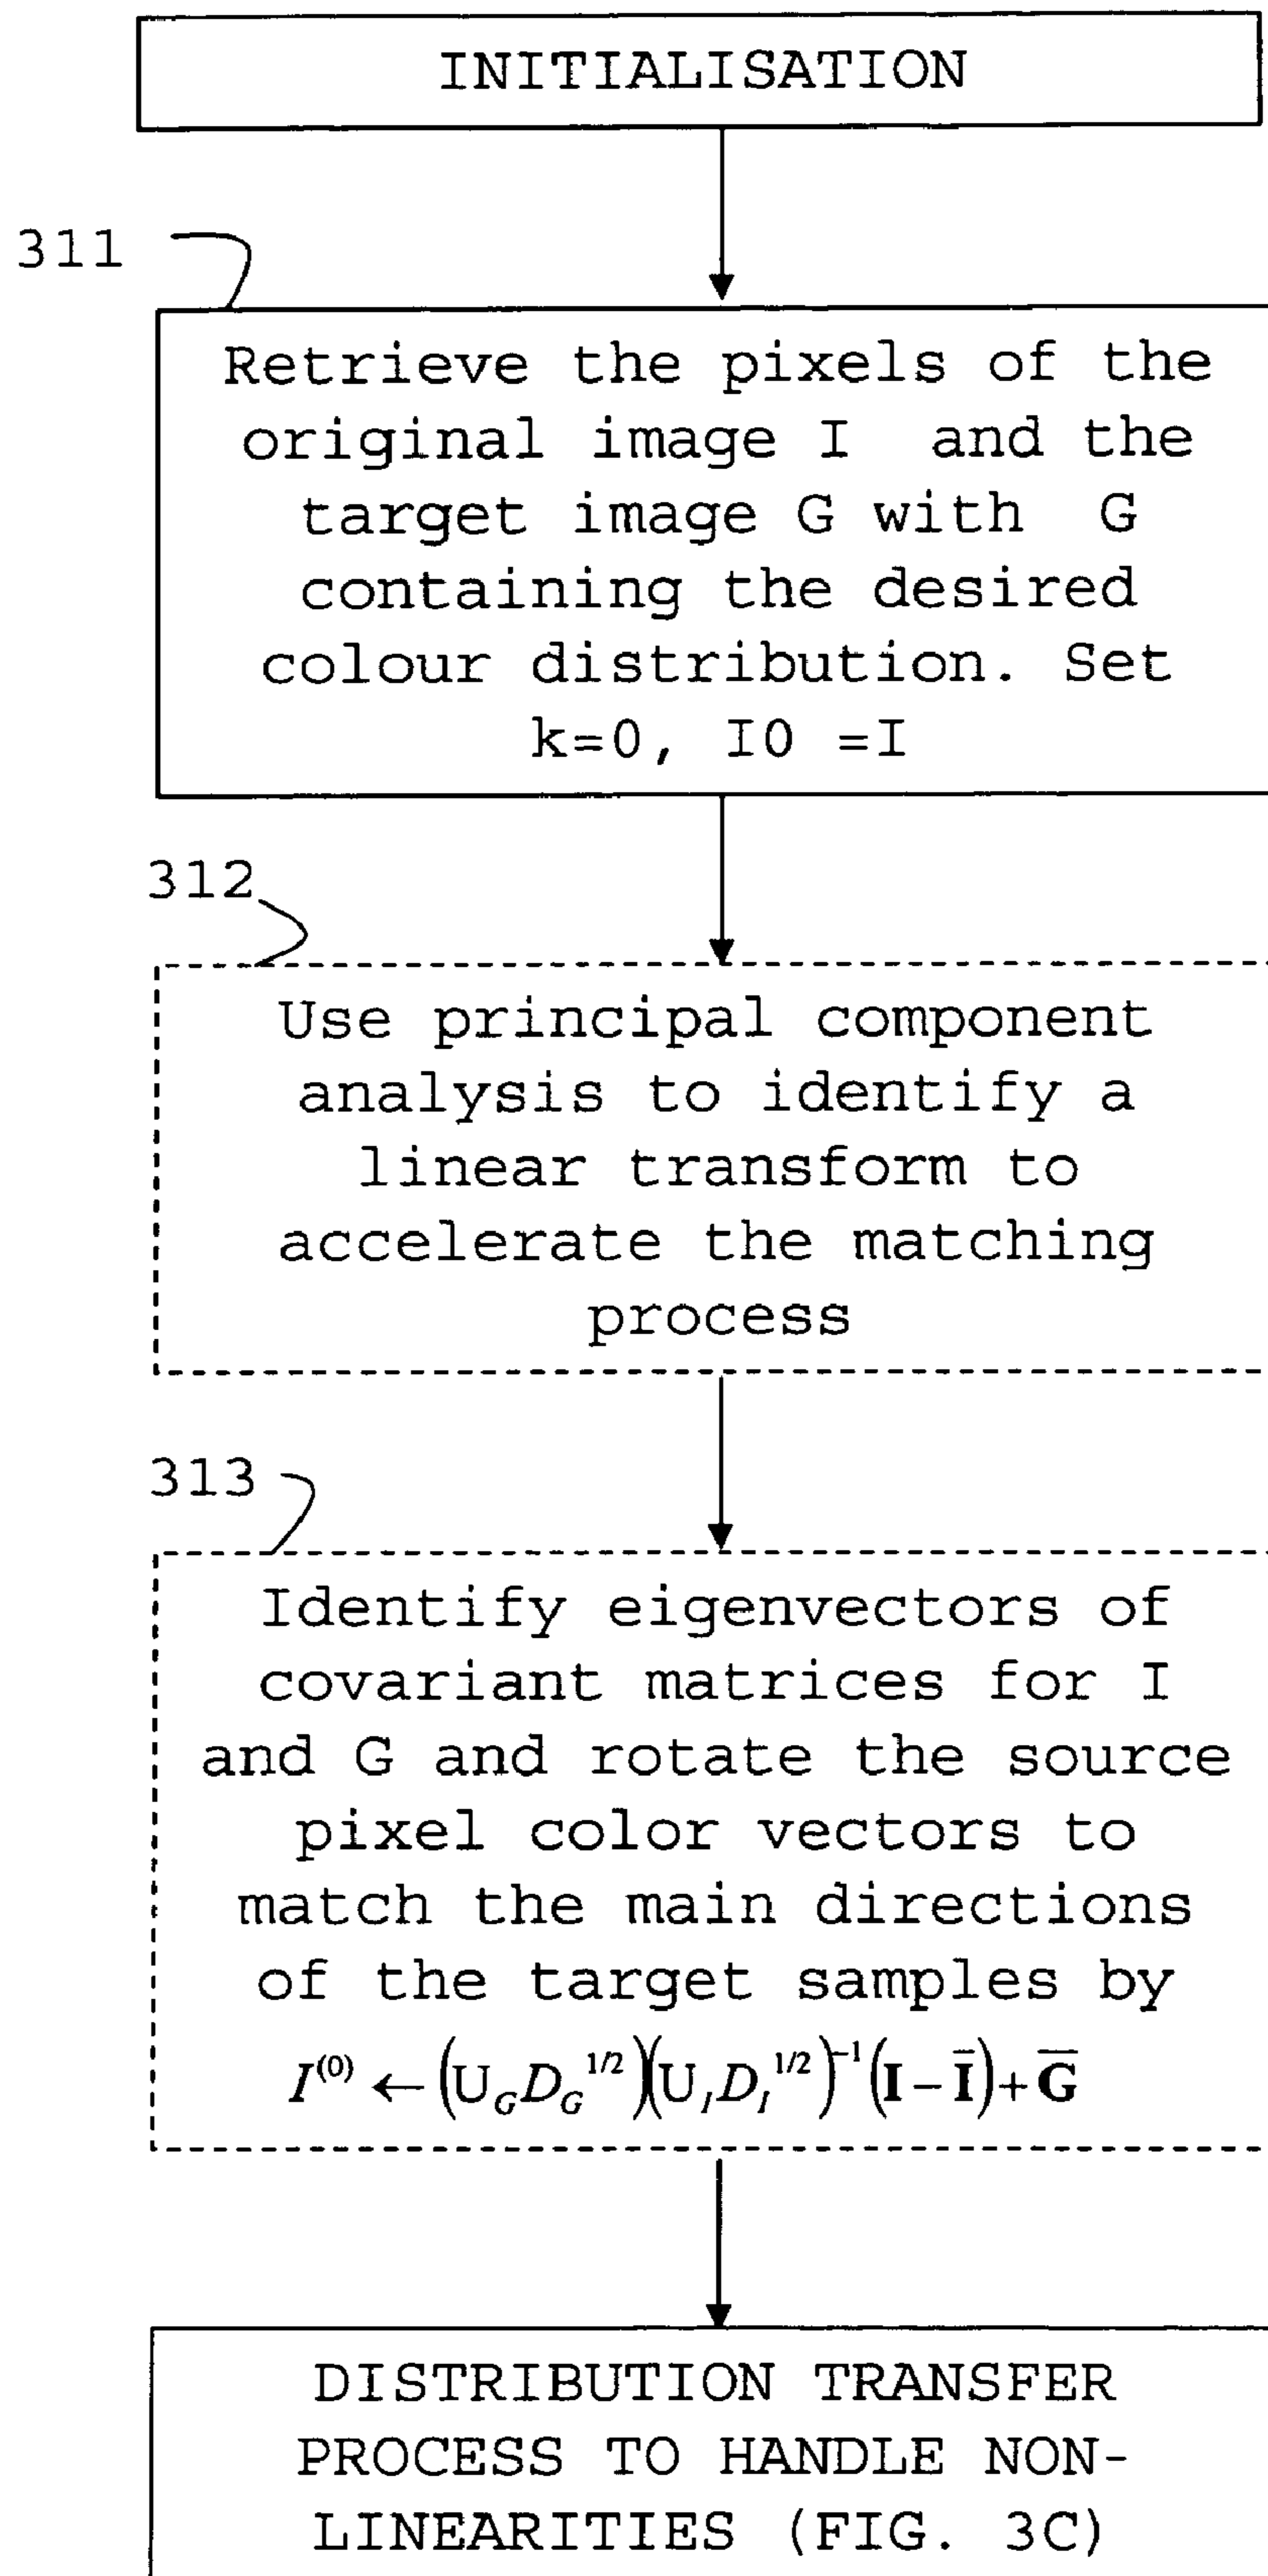 INITIALISATION
311
Retrieve the pixels of the
original image I and the
target image G with G
containing the desired
colour distribution. Set
k=0, I0 =I
312
Use principal component
analysis to identify a
linear transform to
accelerate the matching
process
313
Identify eigenvectors of
covariant matrices for I
and G and rotate the source
pixel color vectors to
match the main directions
of the target samples by
I⁽⁰⁾ ← (U_G D_G^{1/2})(U_I D_I^{1/2})⁻¹(I − Ī) + G̅
DISTRIBUTION TRANSFER
PROCESS TO HANDLE NON-
LINEARITIES (FIG. 3C)